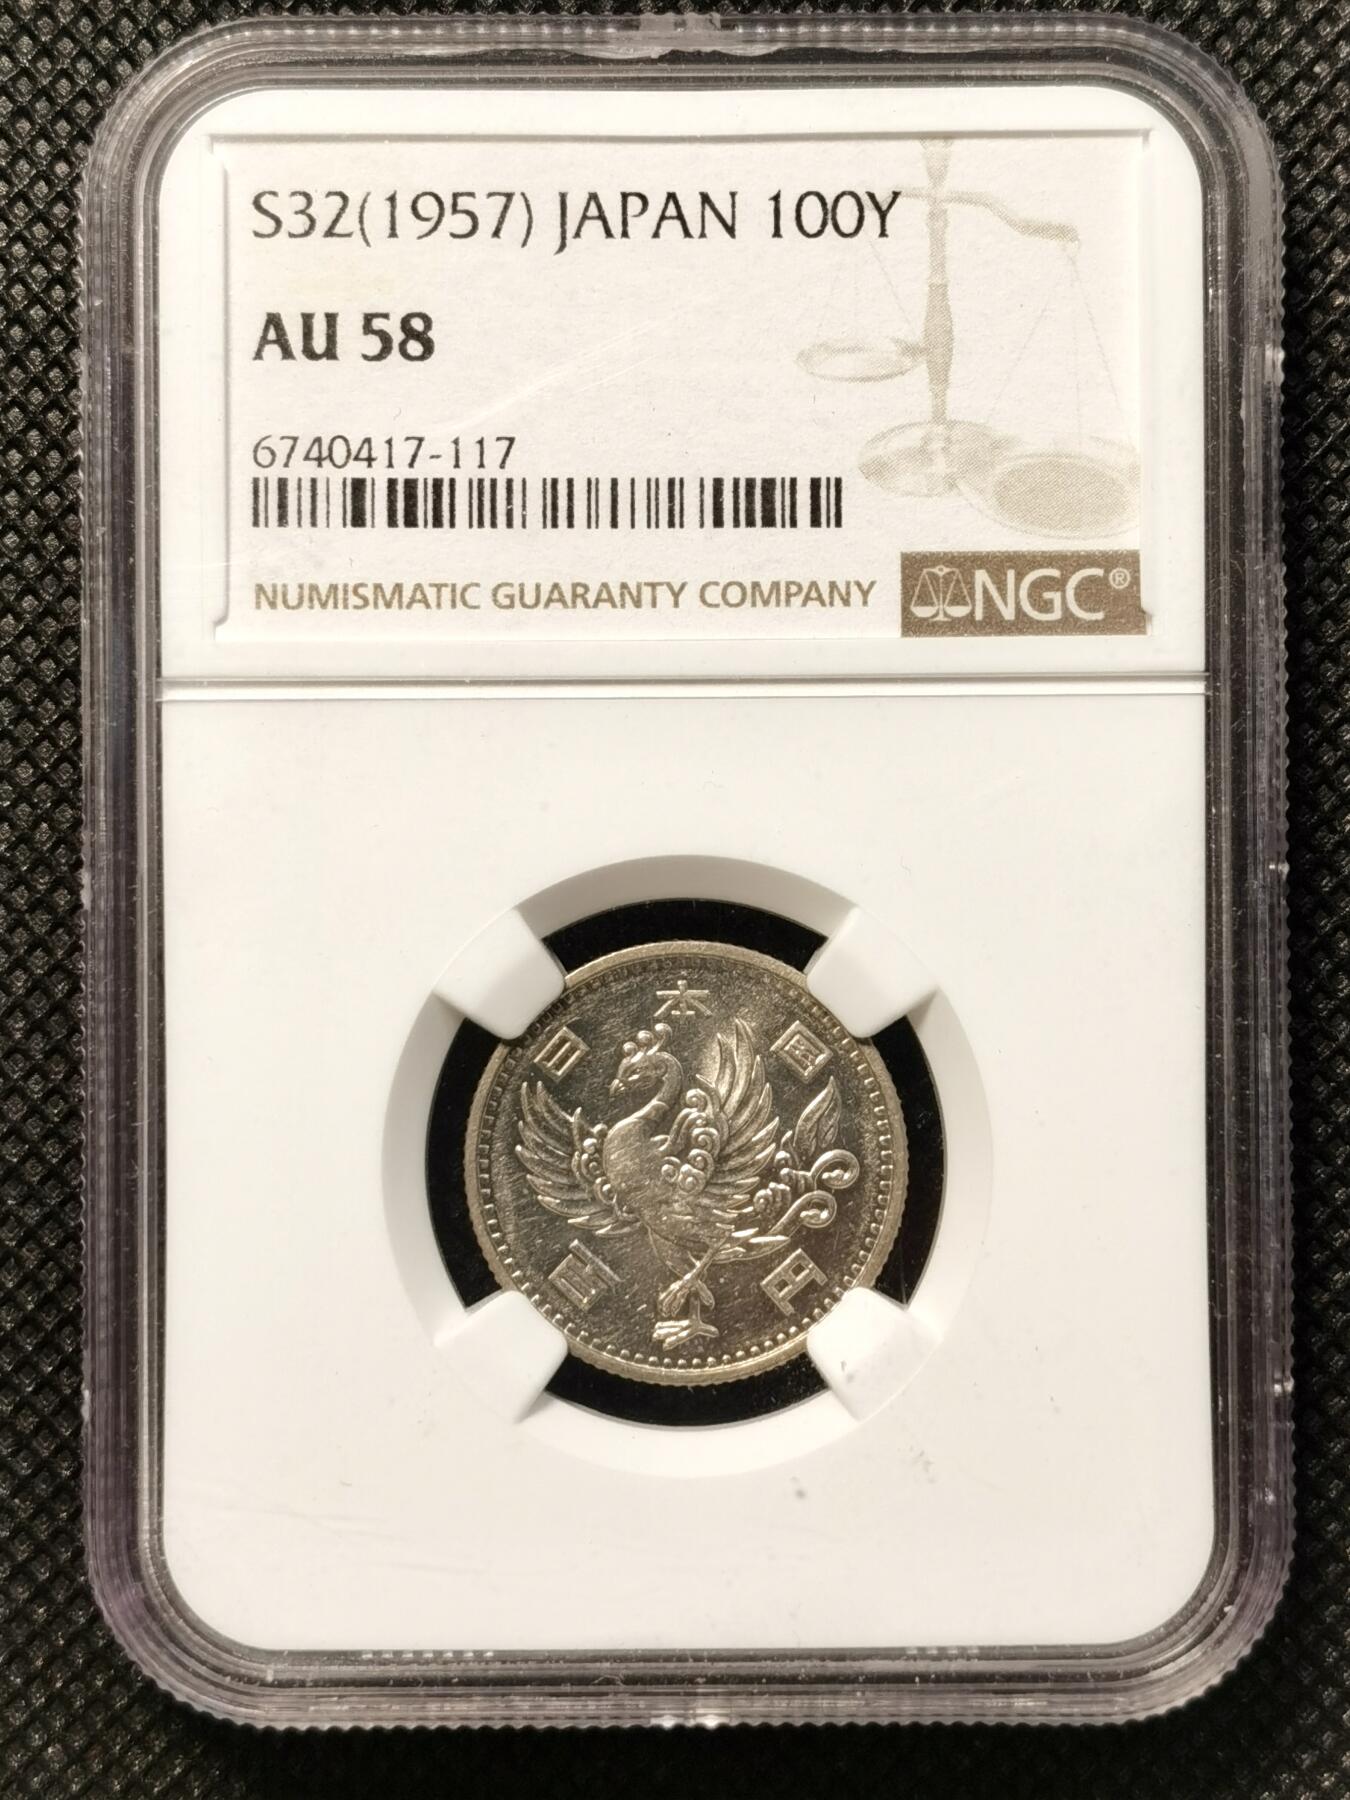 S32(1957) JAPAN 100Y
AU 58
6740417-117
NUMISMATIC GUARANTY COMPANY
NGC®
日本国
百円